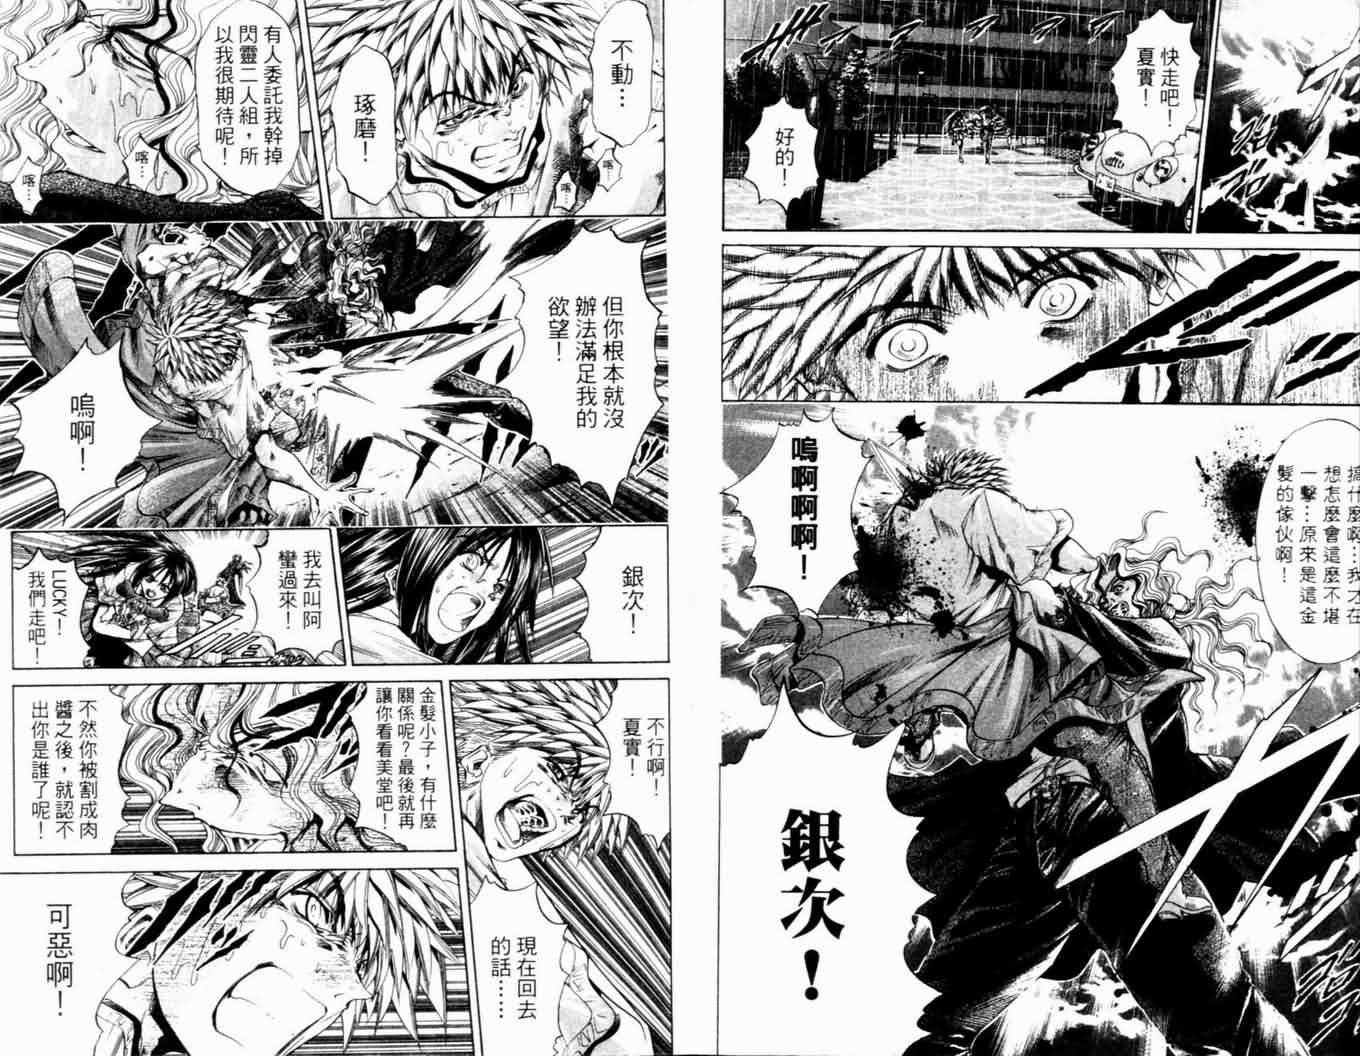 快走吧！
夏實！
好的！
搞什麼啊…我才在
想怎麼會這麼不堪
一擊…原來是這金
髮的傢伙啊！
嗚啊啊啊！
銀次！
不動…
琢磨！
喀…
喀…
有人委託我幹掉
閃靈二人組，所
以我很期待呢！
喀…
喀…
但你根本就沒
辦法滿足我的
欲望！
嗚啊！
銀次！
我去叫阿
蠻過來！
LUCKY！
我們走吧！
不行啊！
夏實！
金髮小子，有什麼
關係呢？最後就再
讓你看看美堂吧！
不然你被割成肉
醬之後，就認不
出你是誰了呢！
現在回去
的話……
可惡啊！